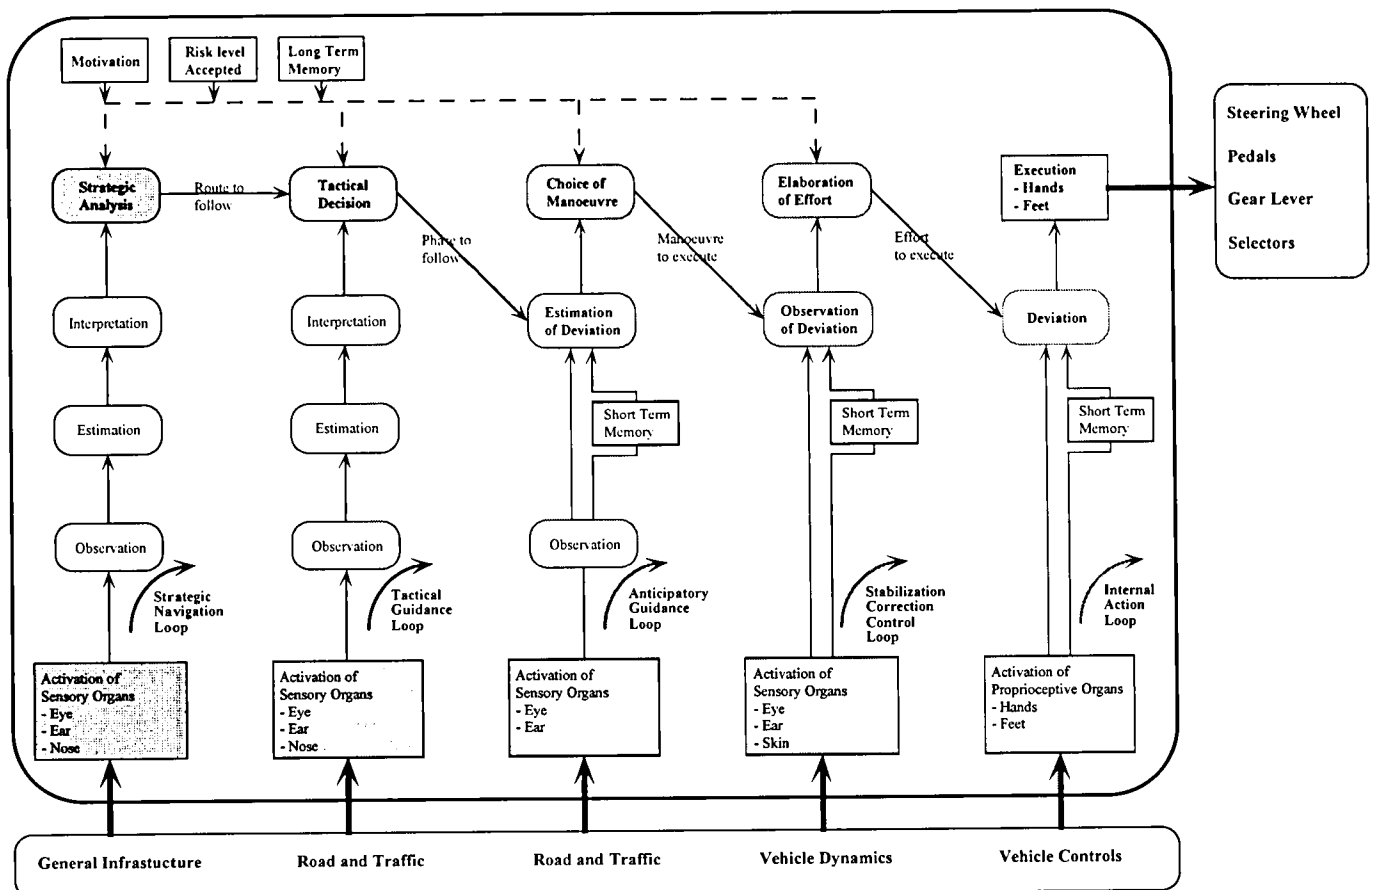 Motivation
Risk level
Accepted
Long Term
Memory
Steering Wheel
Pedals
Gear Lever
Selectors
Strategic
Analysis
Route to
follow
Tactical
Decision
Choice of
Manoeuvre
Elaboration
of Effort
Execution
- Hands
- Feet
Phase to
follow
Manoeuvre
to execute
Effort
to execute
Interpretation
Interpretation
Estimation
of Deviation
Observation
of Deviation
Deviation
Estimation
Estimation
Short Term
Memory
Short Term
Memory
Short Term
Memory
Observation
Observation
Observation
Strategic
Navigation
Loop
Tactical
Guidance
Loop
Anticipatory
Guidance
Loop
Stabilization
Correction
Control
Loop
Internal
Action
Loop
Activation of
Sensory Organs
- Eye
- Ear
- Nose
Activation of
Sensory Organs
- Eye
- Ear
- Nose
Activation of
Sensory Organs
- Eye
- Ear
Activation of
Sensory Organs
- Eye
- Ear
- Skin
Activation of
Proprioceptive Organs
- Hands
- Feet
General Infrastucture
Road and Traffic
Road and Traffic
Vehicle Dynamics
Vehicle Controls